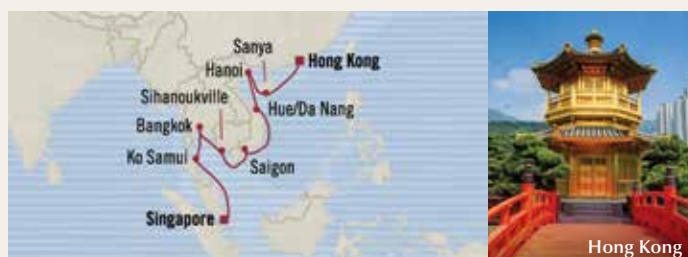 Sanya
Hong Kong
Hanoi
Sihanoukville
Hue/Da Nang
Bangkok
Ko Samui
Saigon
Singapore
Hong Kong